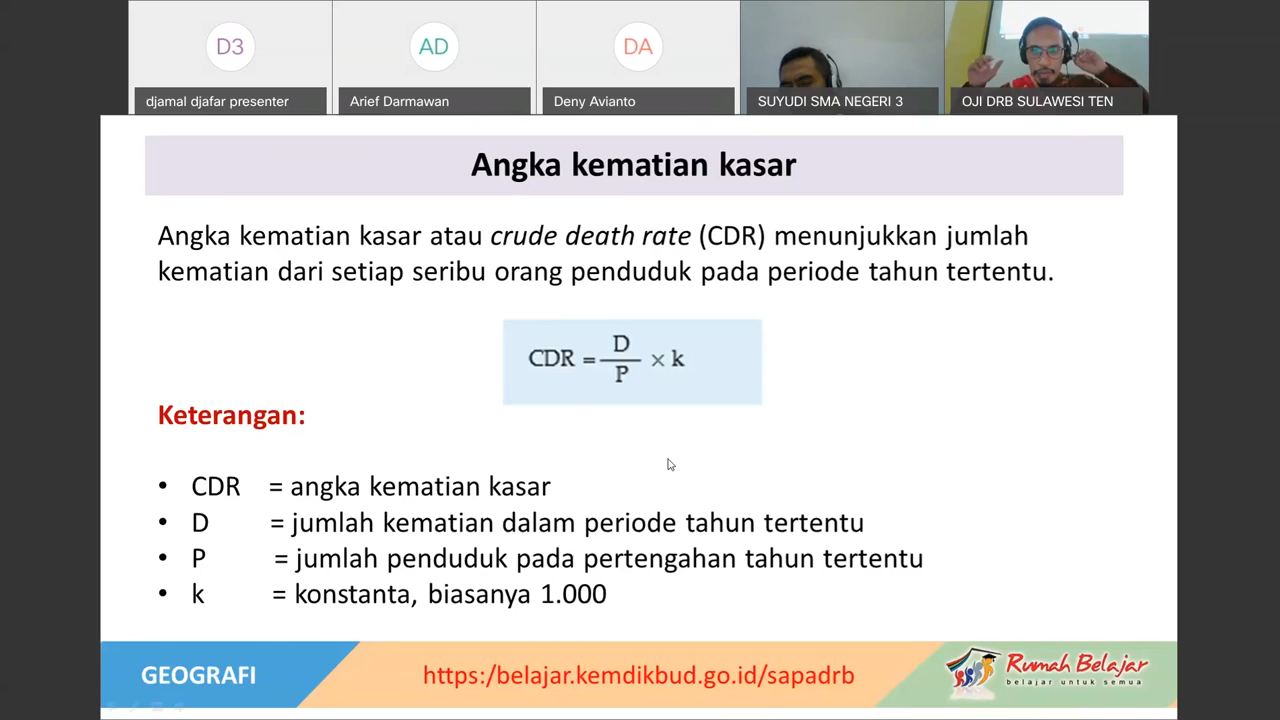 D3
AD
DA
djamal djafar presenter
Arief Darmawan
Deny Avianto
SUYUDI SMA NEGERI 3
OJI DRB SULAWESI TEN
Angka kematian kasar
Angka kematian kasar atau crude death rate (CDR) menunjukkan jumlah
kematian dari setiap seribu orang penduduk pada periode tahun tertentu.
CDR = D/P × k
Keterangan:
• CDR = angka kematian kasar
• D = jumlah kematian dalam periode tahun tertentu
• P = jumlah penduduk pada pertengahan tahun tertentu
• k = konstanta, biasanya 1.000
GEOGRAFI
https:/belajar.kemdikbud.go.id/sapadrb
Rumah Belajar
belajar untuk semua